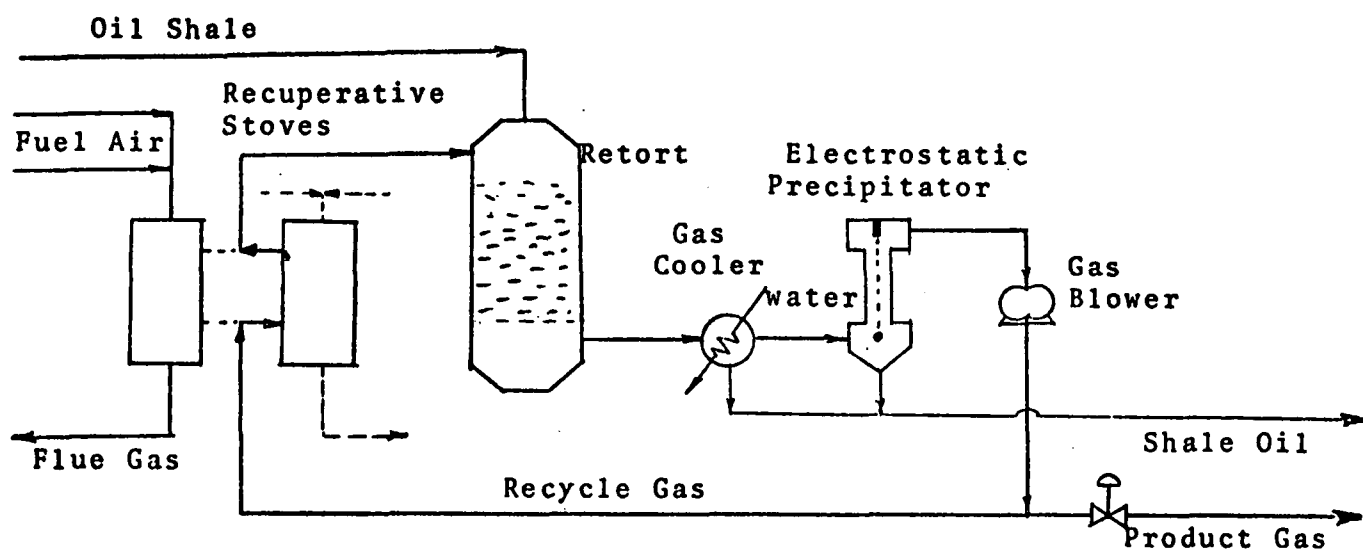 Oil Shale
Recuperative
Stoves
Fuel Air
Retort
Electrostatic
Precipitator
Gas
Cooler
water
Gas
Blower
Shale Oil
Flue Gas
Recycle Gas
Product Gas